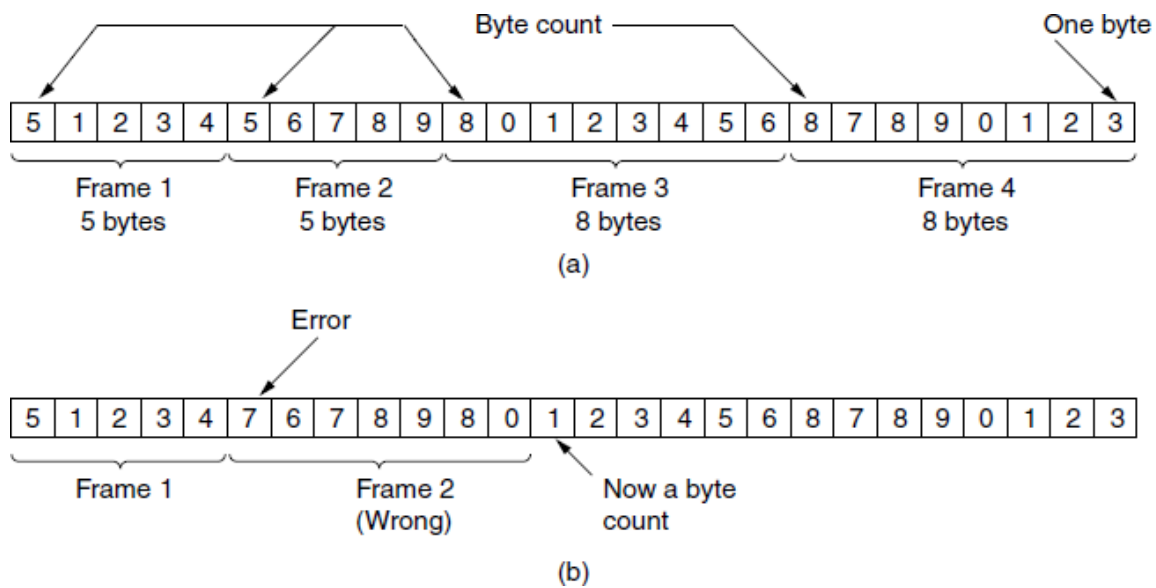 Byte count One byte
5 1 2 3 4 5 6 7 8 9 8 0 1 2 3 4 5 6 8 7 8 9 0 1 2 3
Frame 1 Frame 2 Frame 3 Frame 4
5 bytes 5 bytes 8 bytes 8 bytes
(a)
Error
5 1 2 3 4 7 6 7 8 9 8 0 1 2 3 4 5 6 8 7 8 9 0 1 2 3
Frame 1 Frame 2 Now a byte
(Wrong) count
(b)